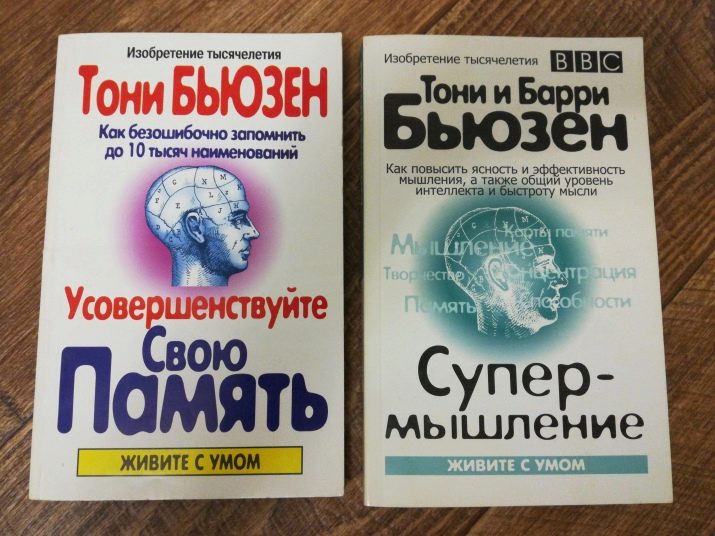 Изобретение тысячелетия
Тони БЬЮЗЕН
Как безошибочно запомнить
до 10 тысяч наименований
Усовершенствуйте
Свою
Память
ЖИВИТЕ С УМОМ
Изобретение тысячелетия BBC
Тони и Барри
Бьюзен
Как повысить ясность и эффективность
мышления, а также общий уровень
интеллекта и быстроту мысли
Карты памяти
Мышление
Творчество Концентрация
Память Способности
Супер-
мышление
ЖИВИТЕ С УМОМ